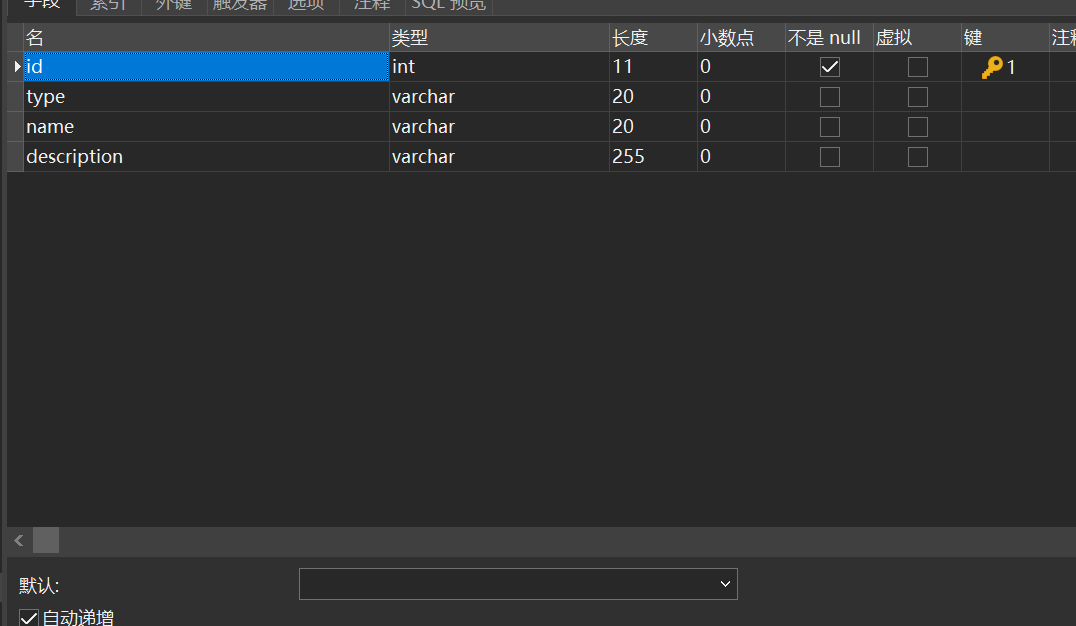 字段 索引 外键 触发器 选项 注释 SQL 预览
名 类型 长度 小数点 不是 null 虚拟 键 注释
id int 11 0 1
type varchar 20 0
name varchar 20 0
description varchar 255 0
默认:
自动递增